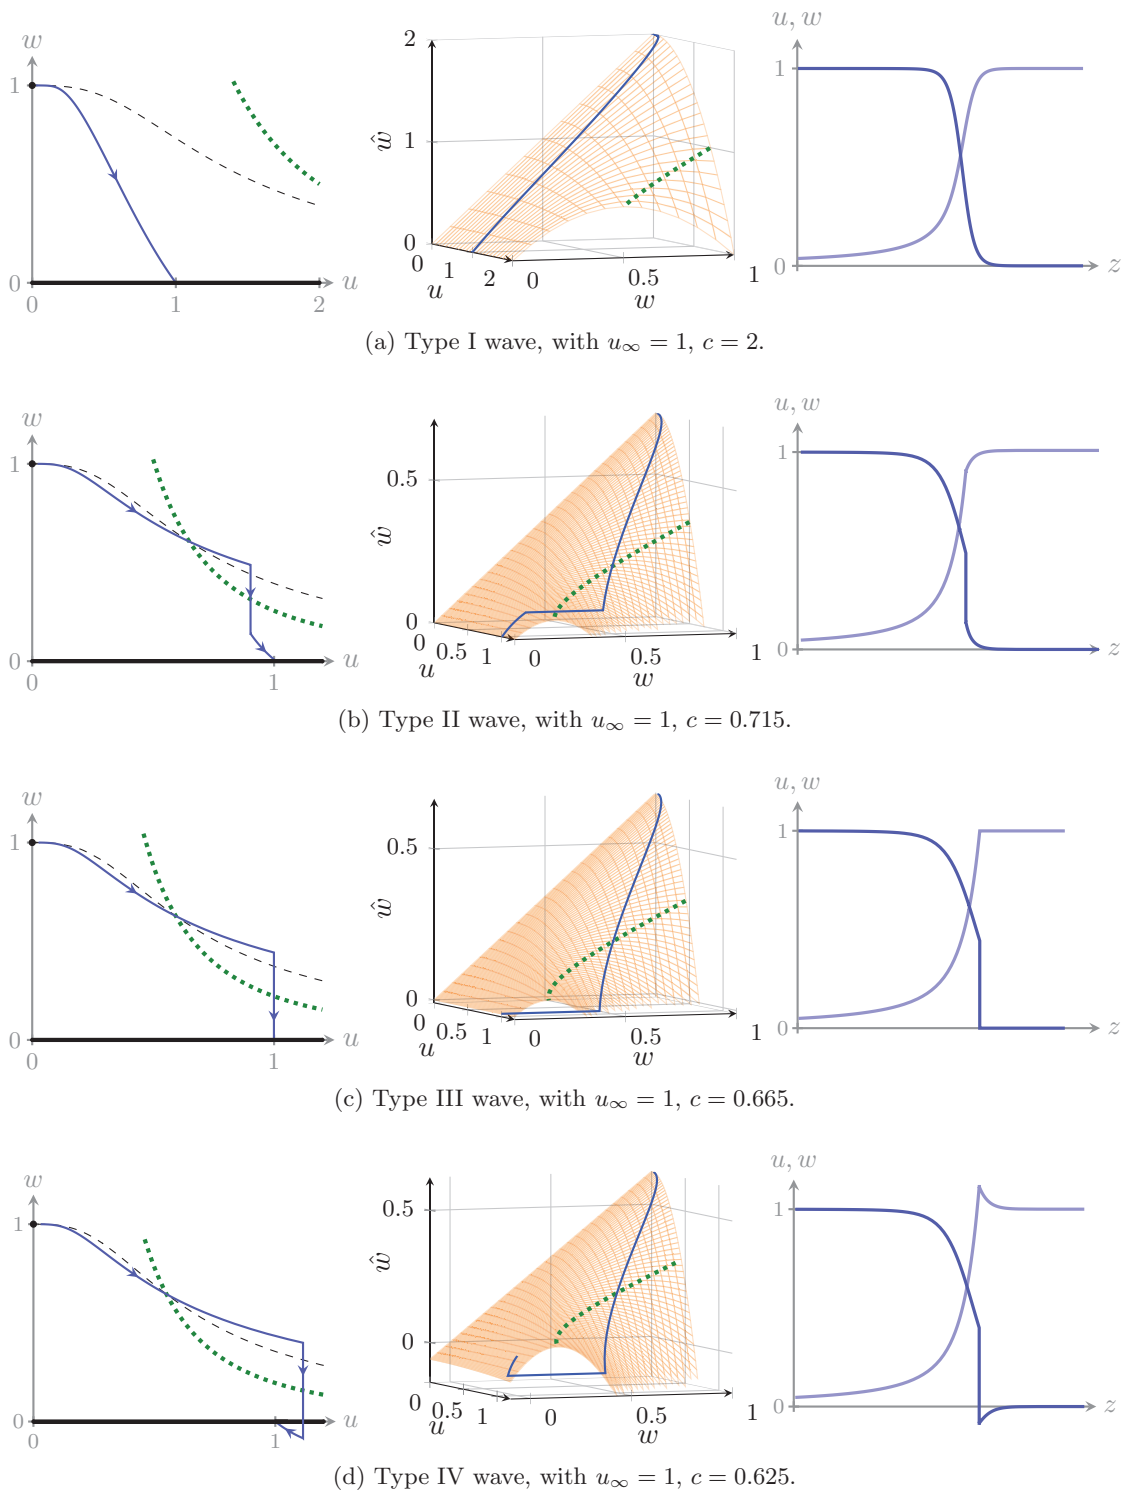 w
1
0
0
1
2
u
2
1
0
ŵ
0
1
2
u
0
0.5
1
w
u, w
1
0
z
(a) Type I wave, with u∞ = 1, c = 2.
w
1
0
0
1
u
0.5
0
ŵ
0
0.5
1
u
0
0.5
1
w
u, w
1
0
z
(b) Type II wave, with u∞ = 1, c = 0.715.
w
1
0
0
1
u
0.5
0
ŵ
0
0.5
1
u
0
0.5
1
w
u, w
1
0
z
(c) Type III wave, with u∞ = 1, c = 0.665.
w
1
0
0
1
u
0.5
0
ŵ
0
0.5
1
u
0
0.5
1
w
u, w
1
0
z
(d) Type IV wave, with u∞ = 1, c = 0.625.